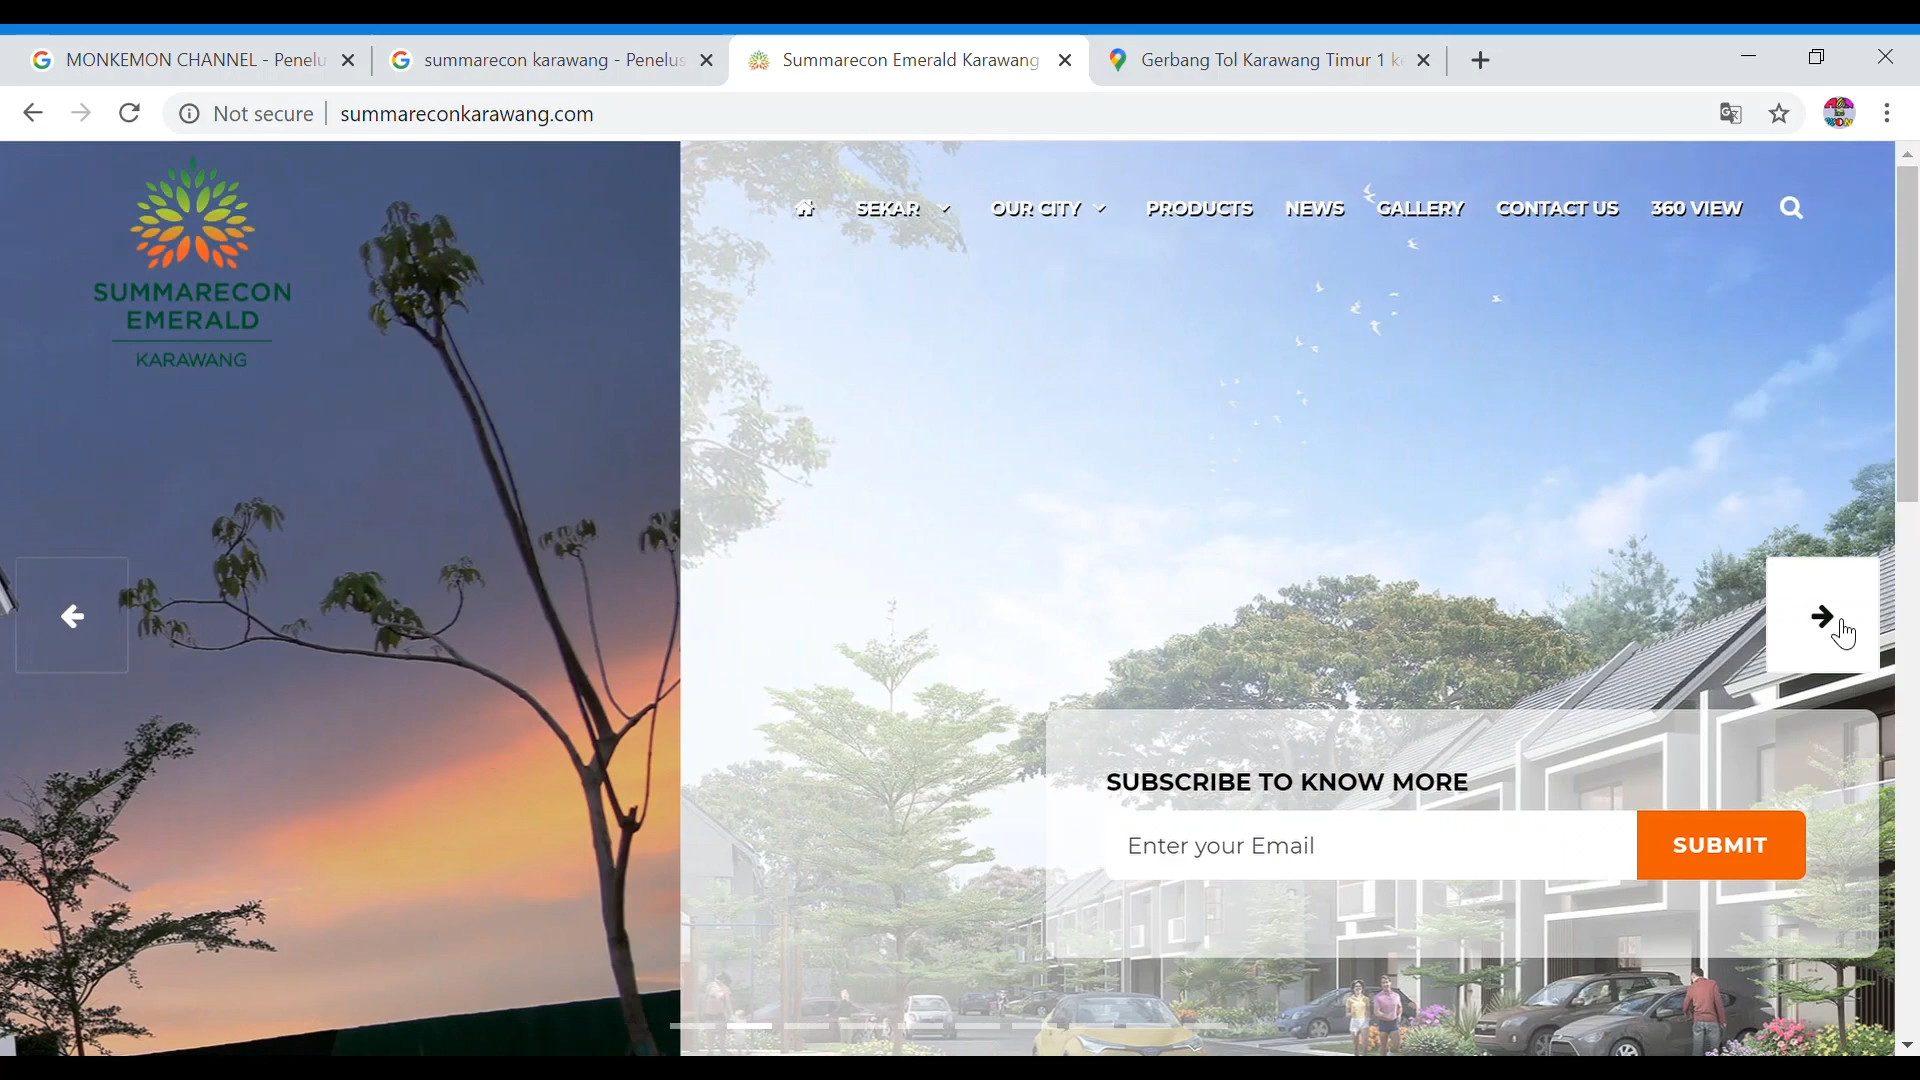 MONKEMON CHANNEL - Penelu
summarecon karawang - Penelus
Summarecon Emerald Karawang
Gerbang Tol Karawang Timur 1 k
Not secure
summareconkarawang.com
SUMMARECON
EMERALD
KARAWANG
SEKAR
OUR CITY
PRODUCTS
NEWS
GALLERY
CONTACT US
360 VIEW
SUBSCRIBE TO KNOW MORE
Enter your Email
SUBMIT